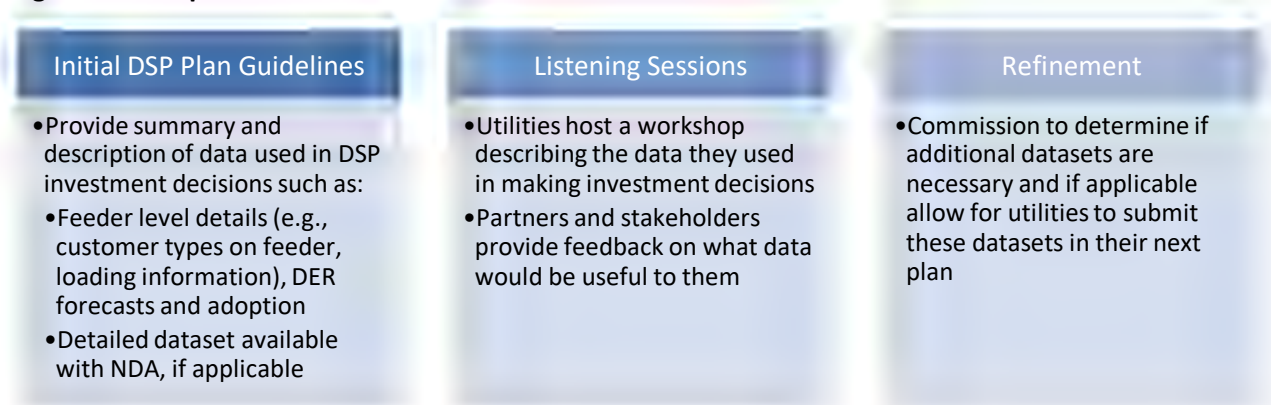 Initial DSP Plan Guidelines
•Provide summary and
description of data used in DSP
investment decisions such as:
•Feeder level details (e.g.,
customer types on feeder,
loading information), DER
forecasts and adoption
•Detailed dataset available
with NDA, if applicable
Listening Sessions
•Utilities host a workshop
describing the data they used
in making investment decisions
•Partners and stakeholders
provide feedback on what data
would be useful to them
Refinement
•Commission to determine if
additional datasets are
necessary and if applicable
allow for utilities to submit
these datasets in their next
plan